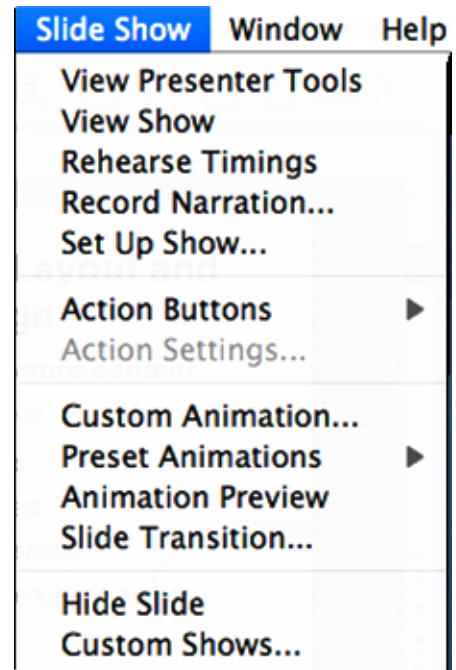 Slide Show Window Help
View Presenter Tools
View Show
Rehearse Timings
Record Narration...
Set Up Show...
Action Buttons
Action Settings...
Custom Animation...
Preset Animations
Animation Preview
Slide Transition...
Hide Slide
Custom Shows...